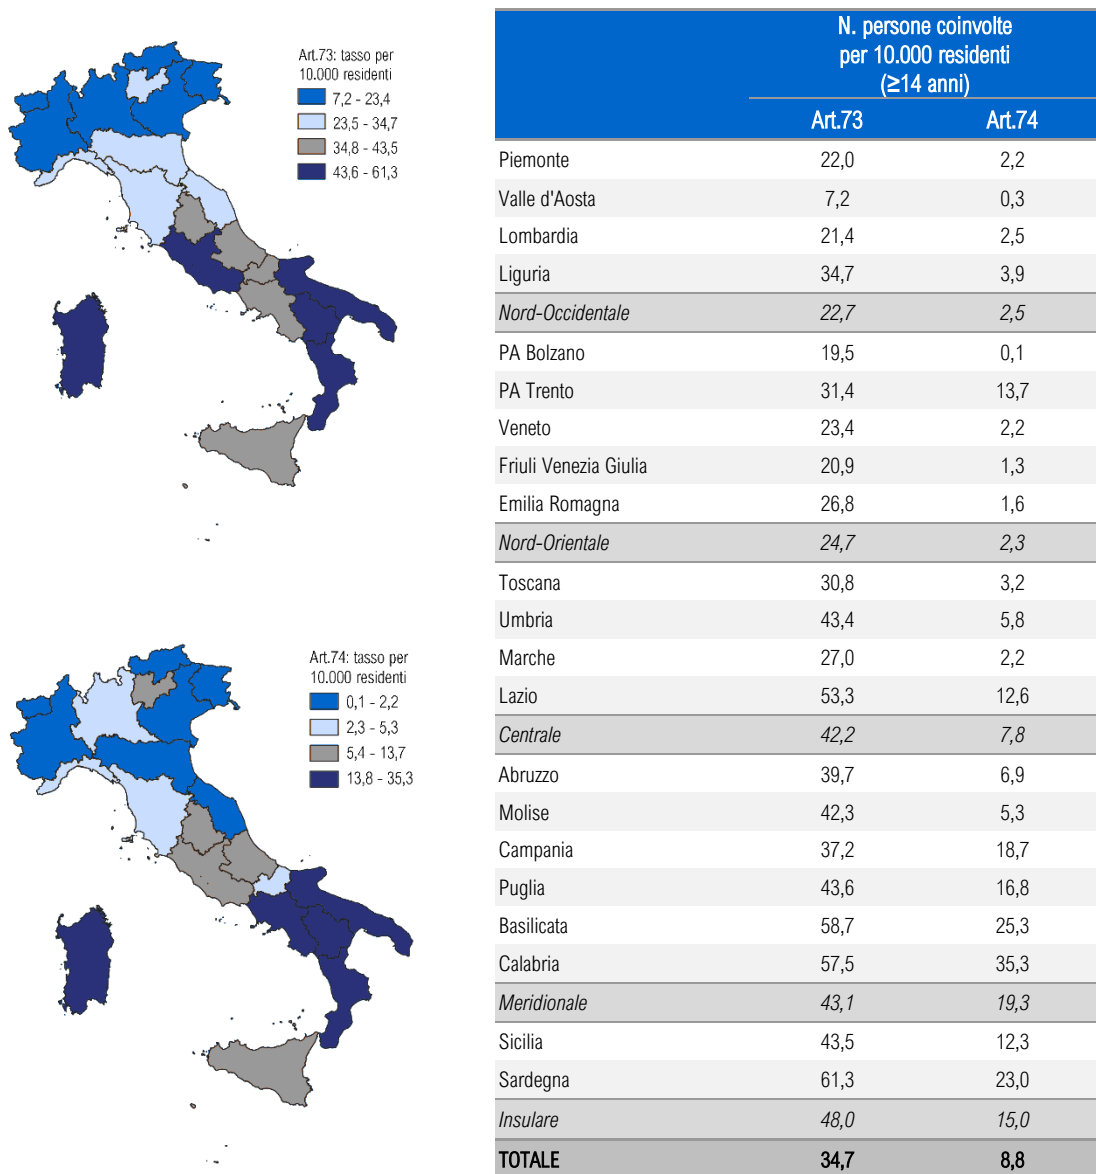 Art.73: tasso per
10.000 residenti
7,2 - 23,4
23,5 - 34,7
34,8 - 43,5
43,6 - 61,3
Art.74: tasso per
10.000 residenti
0,1 - 2,2
2,3 - 5,3
5,4 - 13,7
13,8 - 35,3
N. persone coinvolte
per 10.000 residenti
(≥14 anni)
Art.73 Art.74
Piemonte 22,0 2,2
Valle d'Aosta 7,2 0,3
Lombardia 21,4 2,5
Liguria 34,7 3,9
Nord-Occidentale 22,7 2,5
PA Bolzano 19,5 0,1
PA Trento 31,4 13,7
Veneto 23,4 2,2
Friuli Venezia Giulia 20,9 1,3
Emilia Romagna 26,8 1,6
Nord-Orientale 24,7 2,3
Toscana 30,8 3,2
Umbria 43,4 5,8
Marche 27,0 2,2
Lazio 53,3 12,6
Centrale 42,2 7,8
Abruzzo 39,7 6,9
Molise 42,3 5,3
Campania 37,2 18,7
Puglia 43,6 16,8
Basilicata 58,7 25,3
Calabria 57,5 35,3
Meridionale 43,1 19,3
Sicilia 43,5 12,3
Sardegna 61,3 23,0
Insulare 48,0 15,0
TOTALE 34,7 8,8